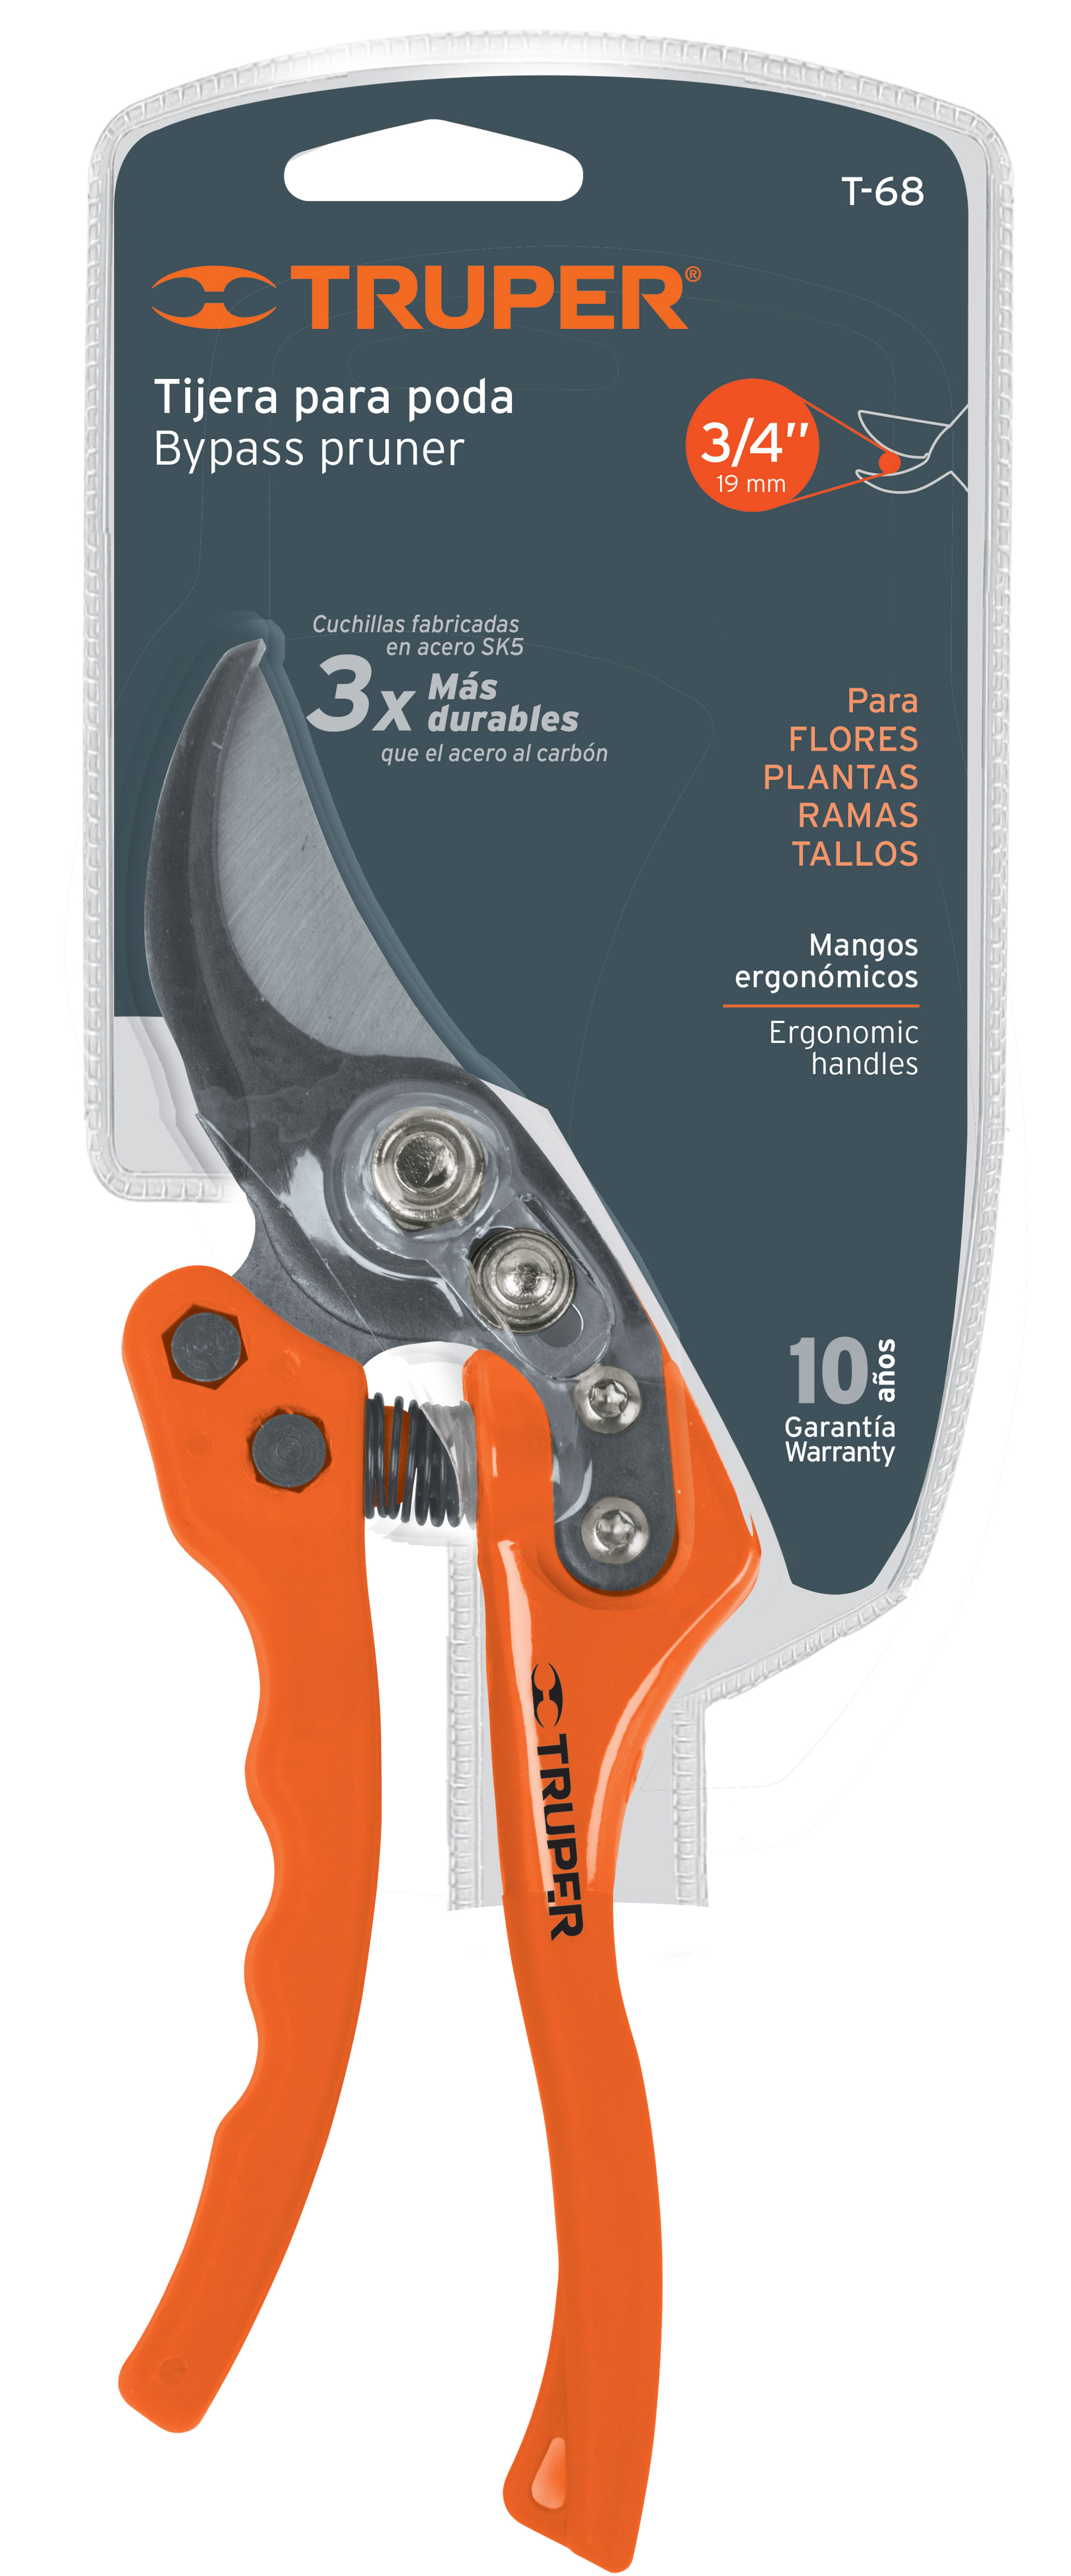 T-68
TRUPER®
Tijera para poda
Bypass pruner
3/4"
19 mm
Cuchillas fabricadas
en acero SK5
3x Más
durables
que el acero al carbón
Para
FLORES
PLANTAS
RAMAS
TALLOS
Mangos
ergonómicos
Ergonomic
handles
10 años
Garantía
Warranty
TRUPER